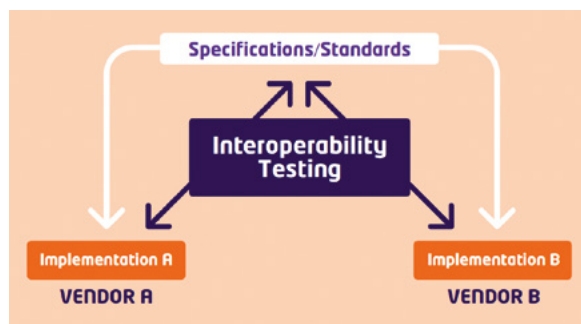 Specifications/Standards
Interoperability
Testing
Implementation A
Implementation B
VENDOR A
VENDOR B